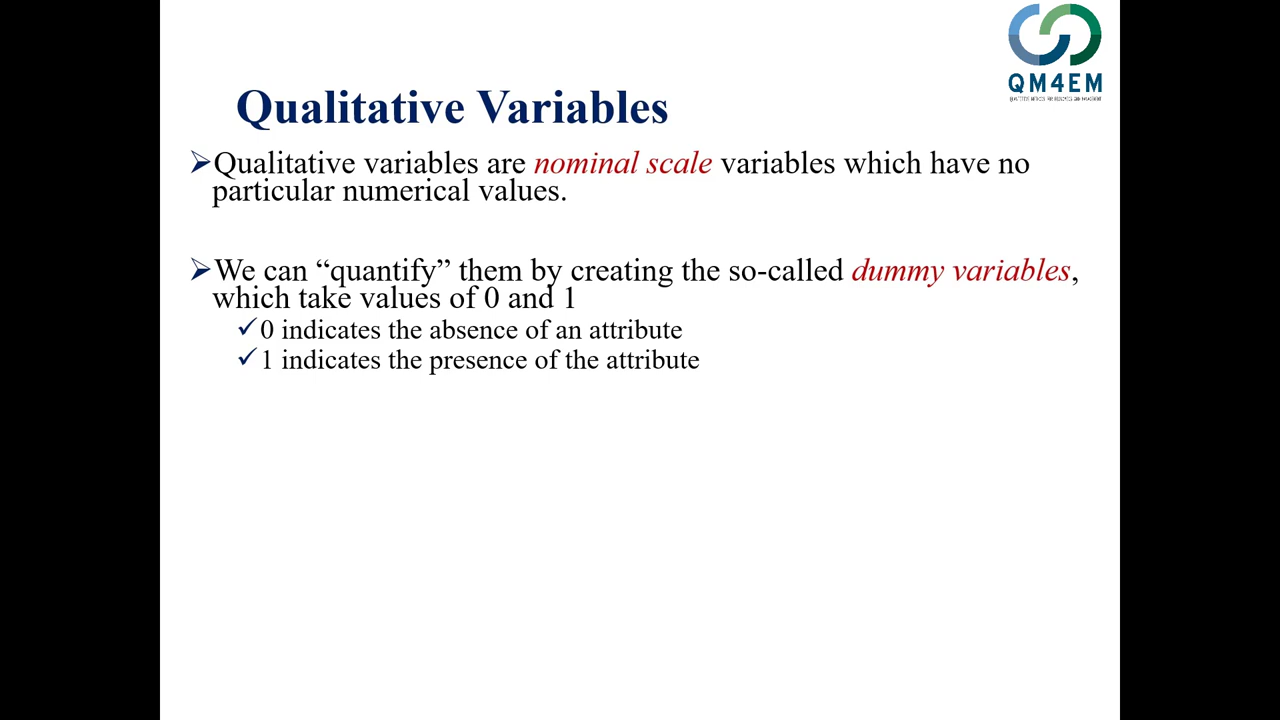 QM4EM
Qualitative Variables
➢Qualitative variables are nominal scale variables which have no
particular numerical values.
➢We can “quantify” them by creating the so-called dummy variables,
which take values of 0 and 1
✓0 indicates the absence of an attribute
✓1 indicates the presence of the attribute